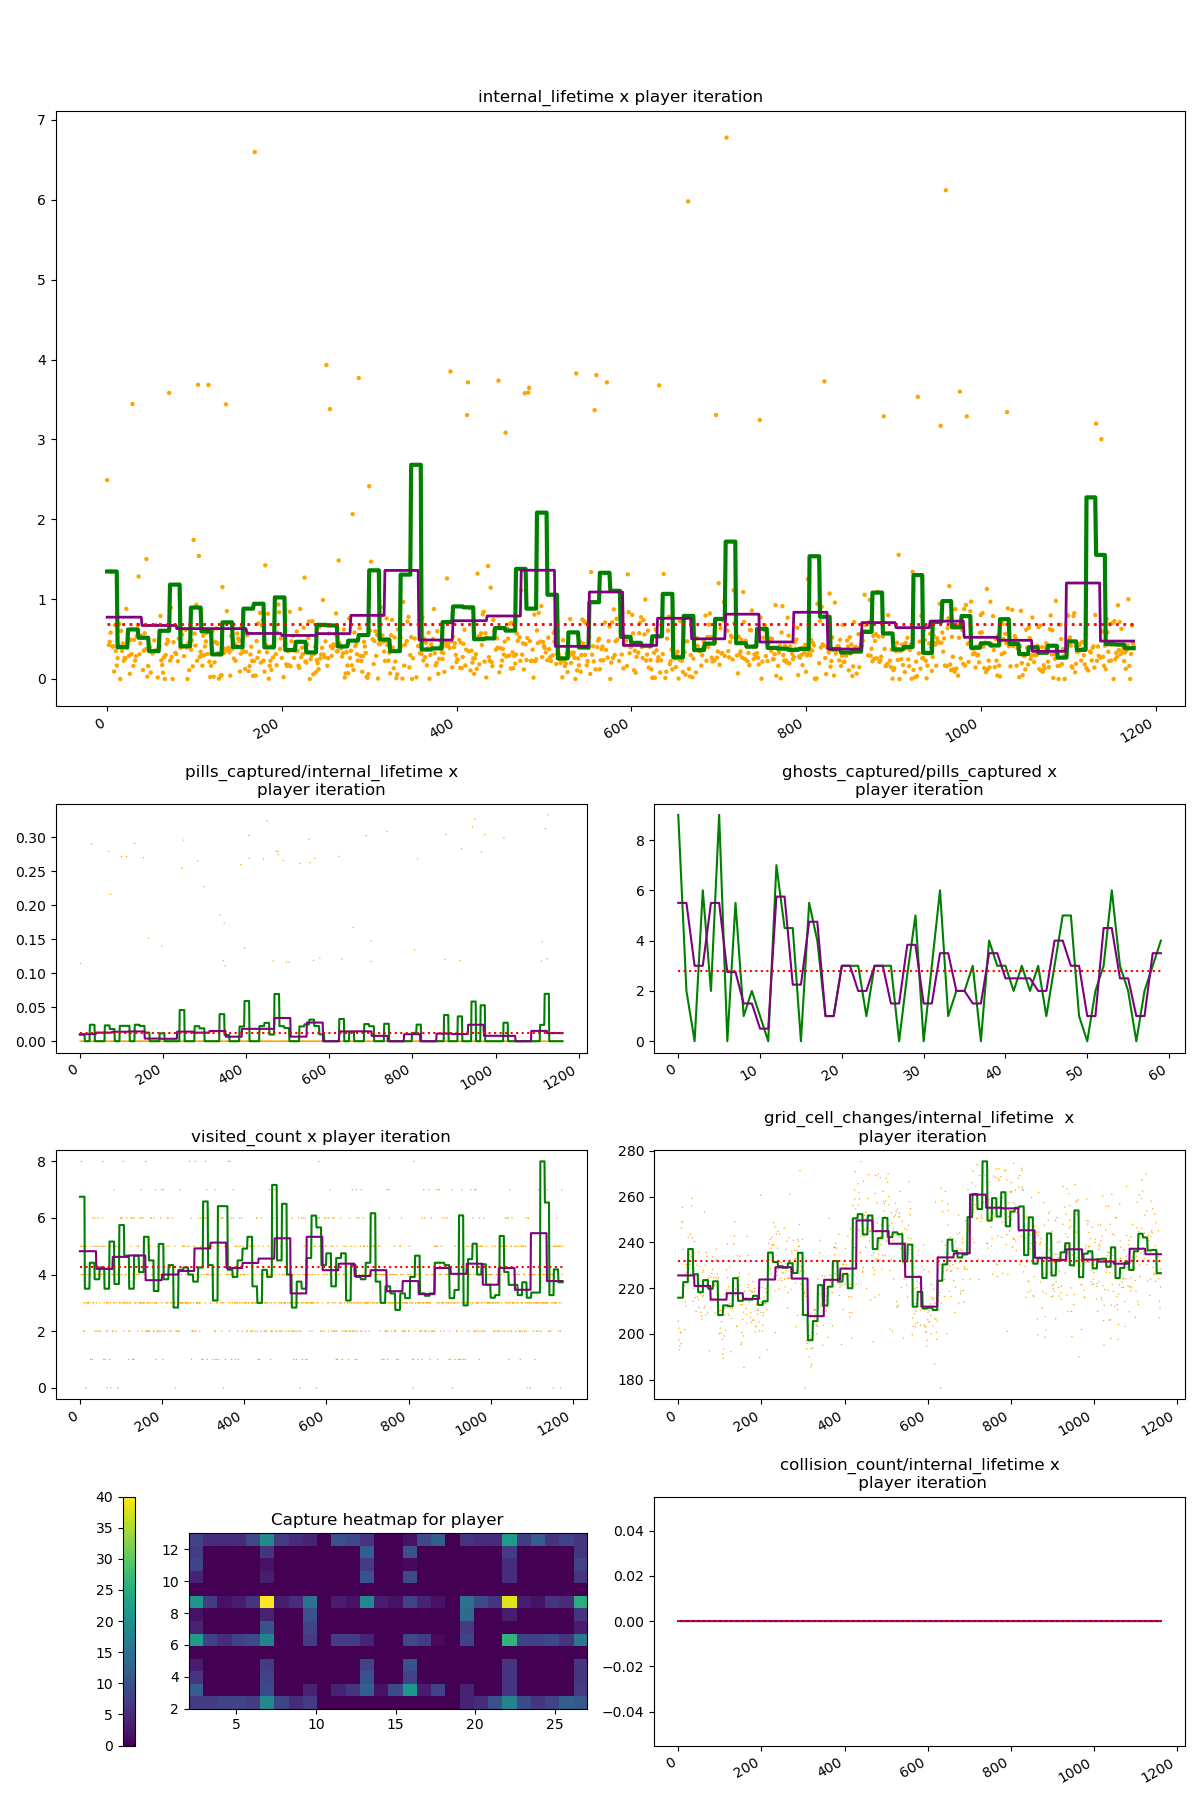 internal_lifetime x player iteration
7
6
5
4
3
2
1
0
0 200 400 600 800 1000 1200
pills_captured/internal_lifetime x
player iteration
0.30
0.25
0.20
0.15
0.10
0.05
0.00
0 200 400 600 800 1000 1200
ghosts_captured/pills_captured x
player iteration
8
6
4
2
0
0 10 20 30 40 50 60
visited_count x player iteration
8
6
4
2
0
0 200 400 600 800 1000 1200
grid_cell_changes/internal_lifetime  x
player iteration
280
260
240
220
200
180
0 200 400 600 800 1000 1200
40
35
30
25
20
15
10
5
0
Capture heatmap for player
12
10
8
6
4
2
5 10 15 20 25
collision_count/internal_lifetime x
player iteration
0.04
0.02
0.00
−0.02
−0.04
0 200 400 600 800 1000 1200